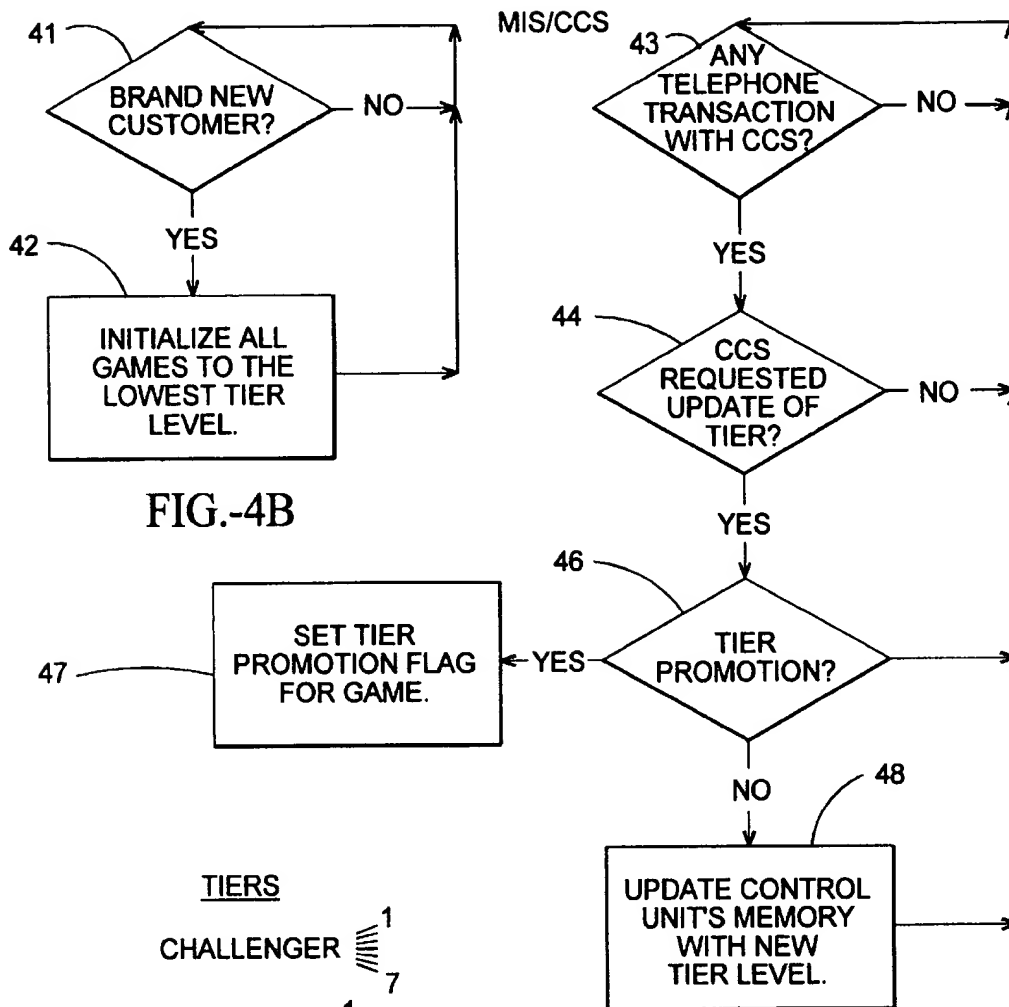 41
BRAND NEW
CUSTOMER?
NO
YES
42
INITIALIZE ALL
GAMES TO THE
LOWEST TIER
LEVEL.
FIG.-4B
MIS/CCS
43
ANY
TELEPHONE
TRANSACTION
WITH CCS?
NO
YES
44
CCS
REQUESTED
UPDATE OF
TIER?
NO
YES
46
TIER
PROMOTION?
YES
47
SET TIER
PROMOTION FLAG
FOR GAME.
NO
48
UPDATE CONTROL
UNIT'S MEMORY
WITH NEW
TIER LEVEL.
TIERS
1
CHALLENGER
7